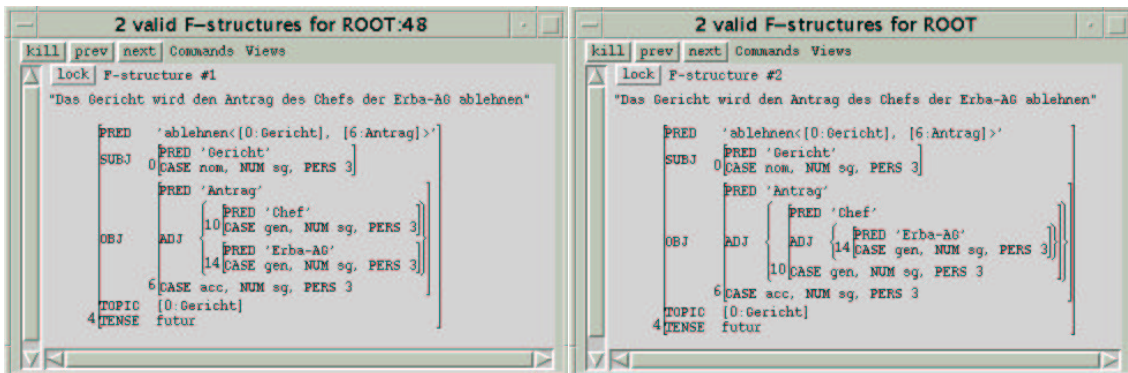 2 valid F-structures for ROOT:48
kill prev next Commands Views
lock F-structure #1
"Das Gericht wird den Antrag des Chefs der Erba-AG ablehnen"
PRED 'ablehnen<[0:Gericht], [6:Antrag]>'
PRED 'Gericht'
SUBJ 0 CASE nom, NUM sg, PERS 3
PRED 'Antrag'
PRED 'Chef'
10 CASE gen, NUM sg, PERS 3
OBJ ADJ
PRED 'Erba-AG'
14 CASE gen, NUM sg, PERS 3
6 CASE acc, NUM sg, PERS 3
TOPIC [0:Gericht]
4 TENSE futur
2 valid F-structures for ROOT
kill prev next Commands Views
lock F-structure #2
"Das Gericht wird den Antrag des Chefs der Erba-AG ablehnen"
PRED 'ablehnen<[0:Gericht], [6:Antrag]>'
PRED 'Gericht'
SUBJ 0 CASE nom, NUM sg, PERS 3
PRED 'Antrag'
PRED 'Chef'
PRED 'Erba-AG'
OBJ ADJ ADJ 14 CASE gen, NUM sg, PERS 3
10 CASE gen, NUM sg, PERS 3
6 CASE acc, NUM sg, PERS 3
TOPIC [0:Gericht]
4 TENSE futur